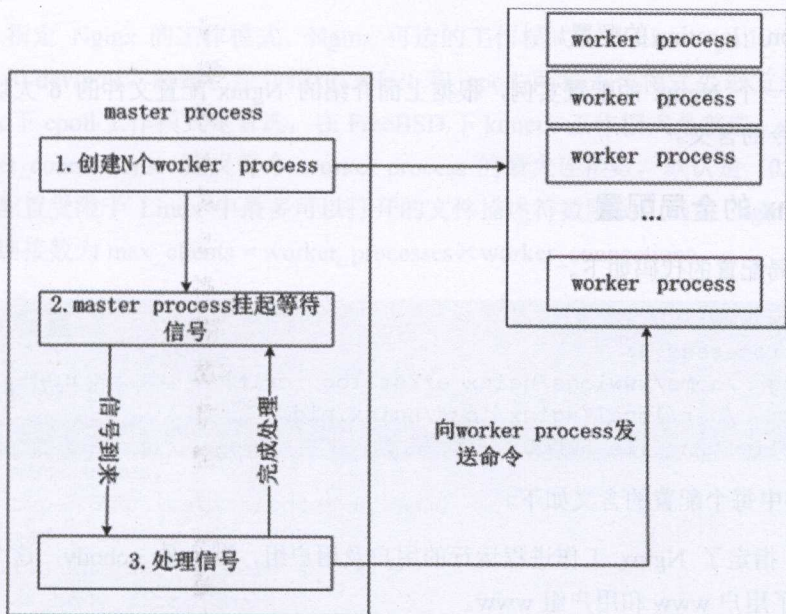 master process
1.创建N个worker process
2.master process挂起等待
信号
信号到来
完成处理
3.处理信号
worker process
worker process
worker process
...
worker process
向worker process发
送命令